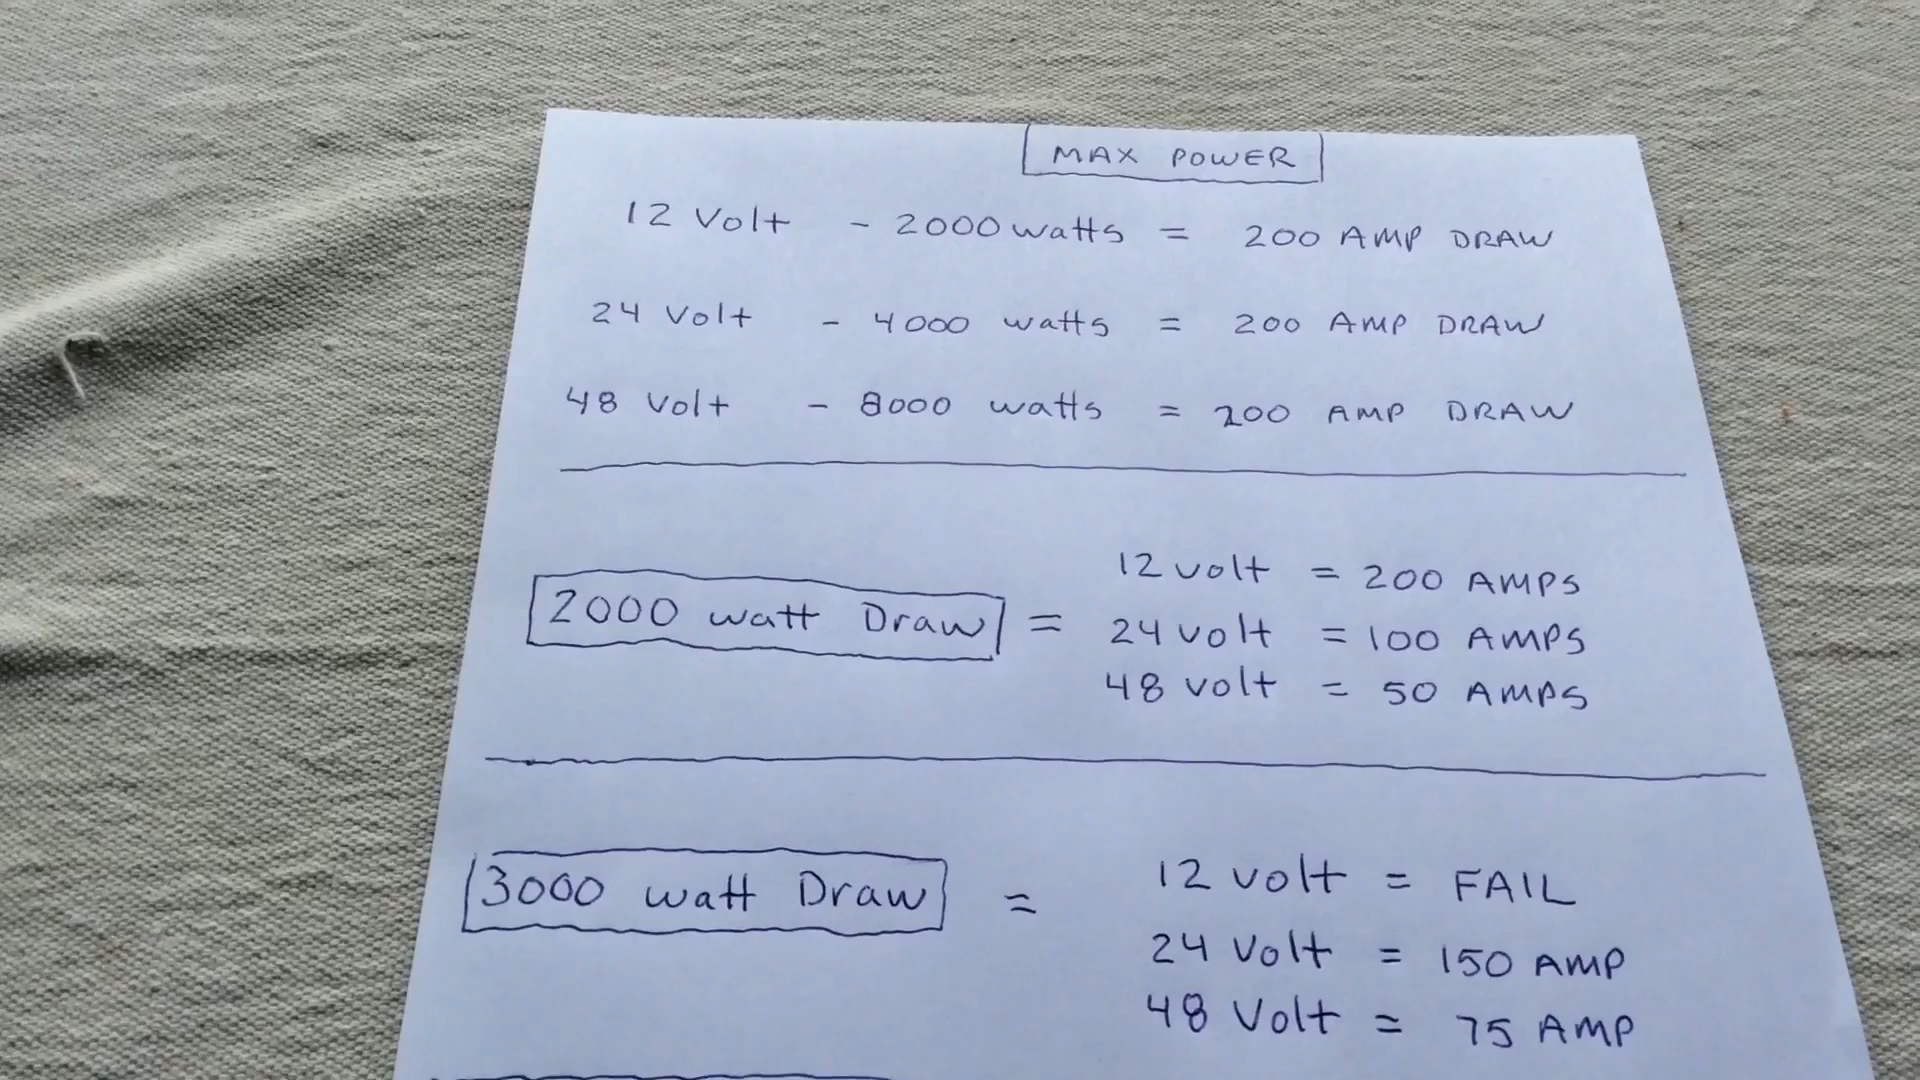 MAX POWER
12 Volt - 2000 watts = 200 AMP DRAW
24 Volt - 4000 watts = 200 AMP DRAW
48 Volt - 8000 watts = 200 AMP DRAW
12 volt = 200 AMPS
2000 watt Draw = 24 volt = 100 AMPS
48 volt = 50 AMPS
12 volt = FAIL
3000 watt Draw = 24 Volt = 150 AMP
48 Volt = 75 AMP